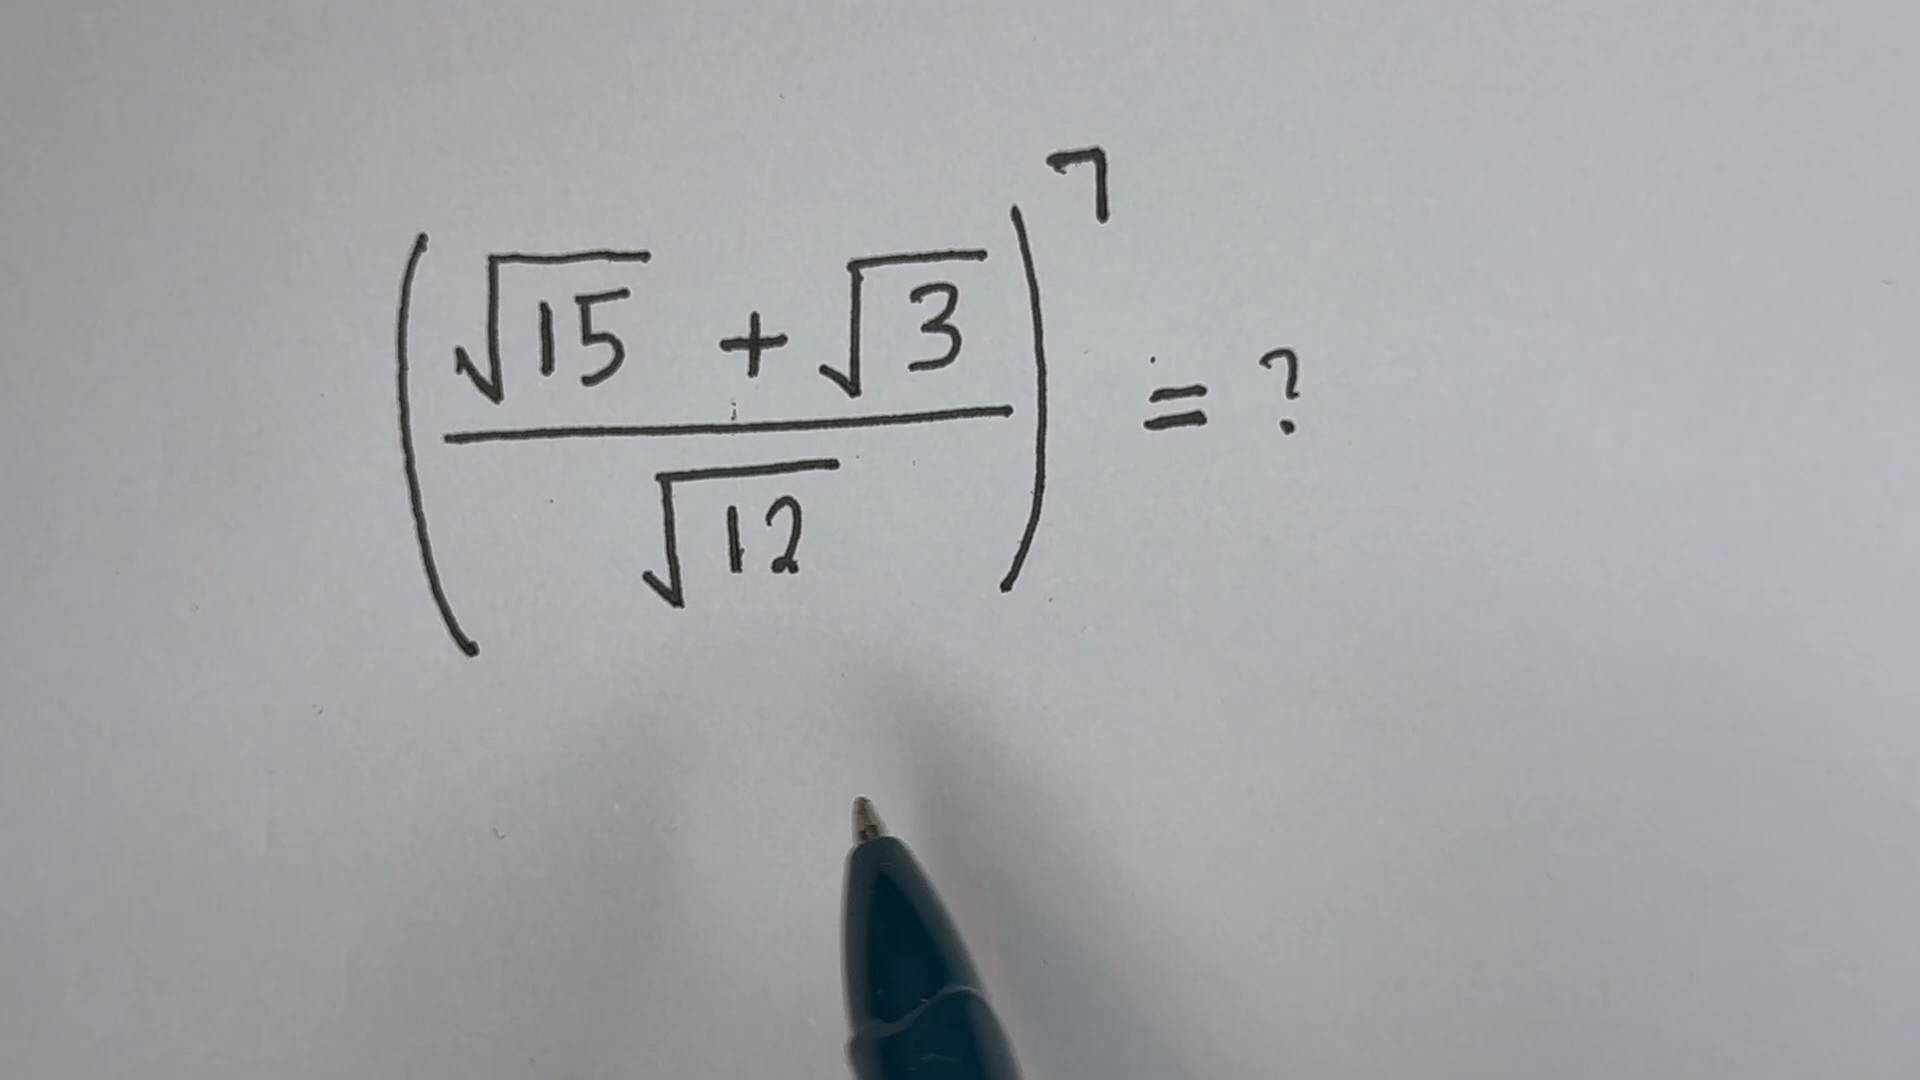 (√15 + √3 / √12)^7 = ?